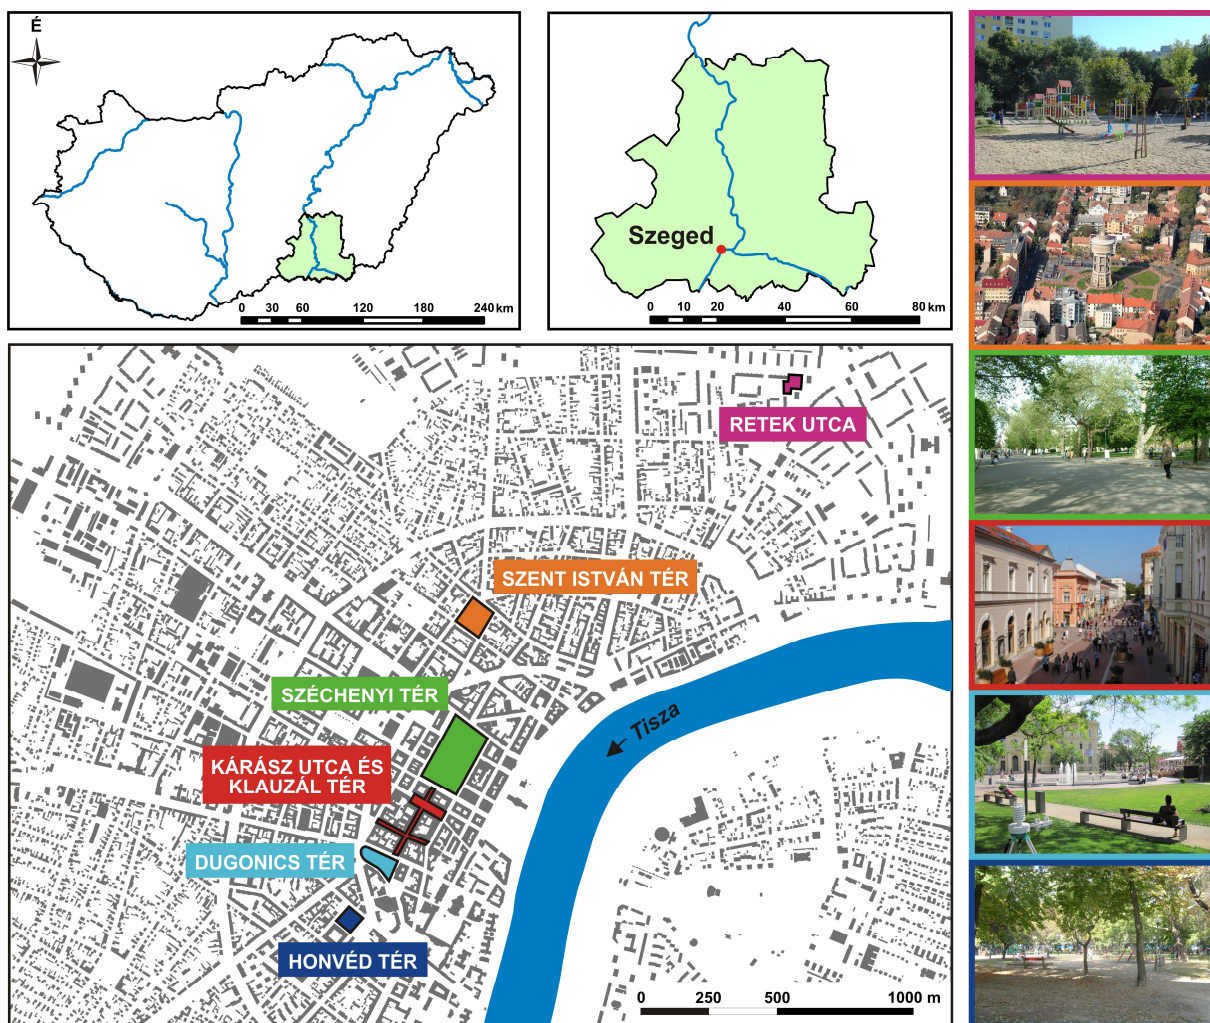 É
0 30 60 120 180 240 km
Szeged
0 10 20 40 60 80 km
RETEK UTCA
SZENT ISTVÁN TÉR
SZÉCHENYI TÉR
Tisza
KÁRÁSZ UTCA ÉS
KLAUZÁL TÉR
DUGONICS TÉR
HONVÉD TÉR
0 250 500 1000 m